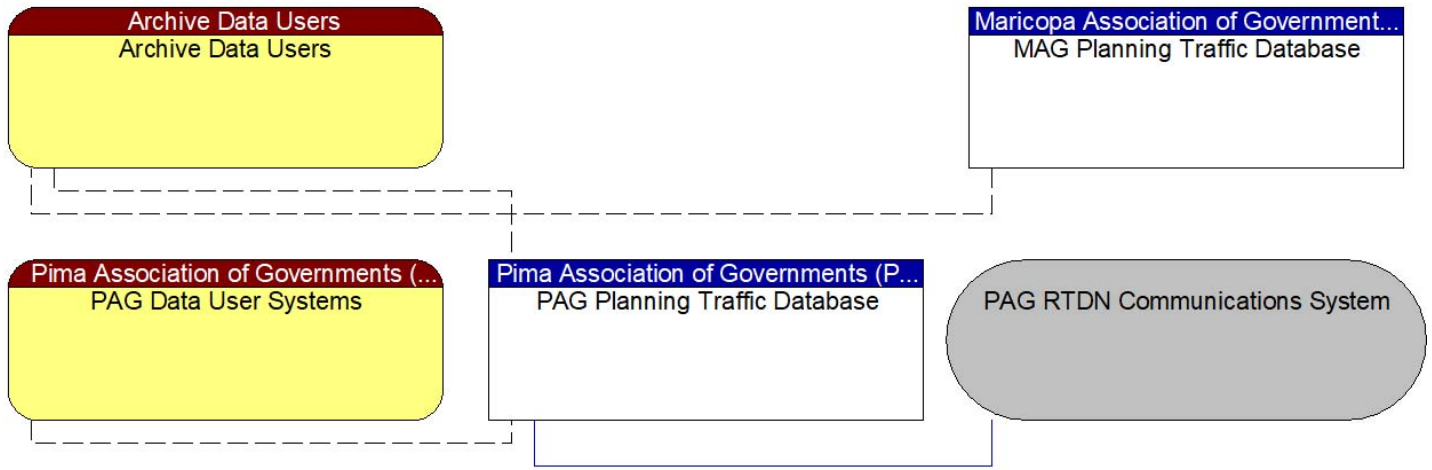 Archive Data Users
Archive Data Users
Maricopa Association of Government...
MAG Planning Traffic Database
Pima Association of Governments (...
PAG Data User Systems
Pima Association of Governments (P...
PAG Planning Traffic Database
PAG RTDN Communications System